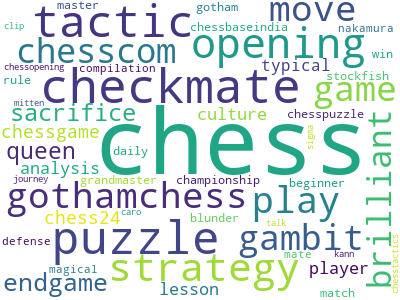 clip master gotham chessbaseindia nakamura
tactic opening move
chesscom
chessopening compilation typical win
rule checkmate stockfish
game
sacrifice culture chesspuzzle
chessgame daily chess sigma brilliant
queen
analysis
mitten grandmaster championship beginner
journey gothamchess play
chess24 caro blunder talk
puzzle gambit
defense mate kann player
magical strategy
endgame lesson match chesstactics